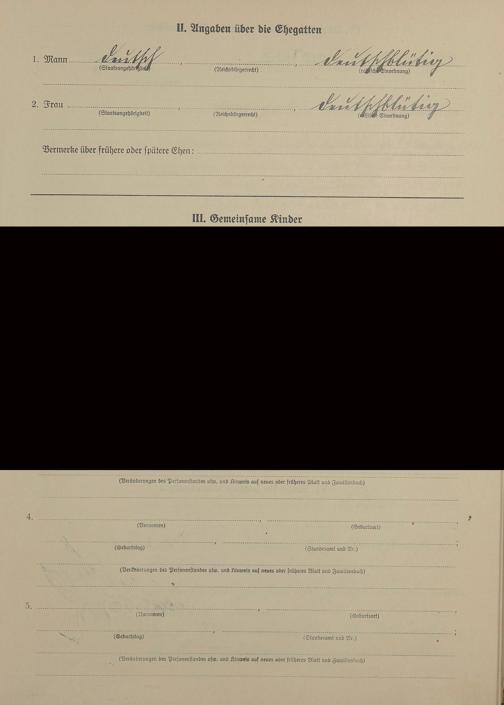 II. Angaben über die Ehegatten
1. Mann deutsch, , deutschblütig
(Staatsangehörigkeit) (Reichsbürgerrecht) (rassische Einordnung)
2. Frau , , deutschblütig
(Staatsangehörigkeit) (Reichsbürgerrecht) (rassische Einordnung)
Vermerke über frühere oder spätere Ehen:
III. Gemeinsame Kinder
(Veränderungen des Personenstandes usw. und Hinweis auf neues oder früheres Blatt und Familienbuch)
4.
(Vornamen) (Geburtsort)
(Geburtstag) (Standesamt und Nr.)
(Veränderungen des Personenstandes usw. und Hinweis auf neues oder früheres Blatt und Familienbuch)
5.
(Vornamen) (Geburtsort)
(Geburtstag) (Standesamt und Nr.)
(Veränderungen des Personenstandes usw. und Hinweis auf neues oder früheres Blatt und Familienbuch)